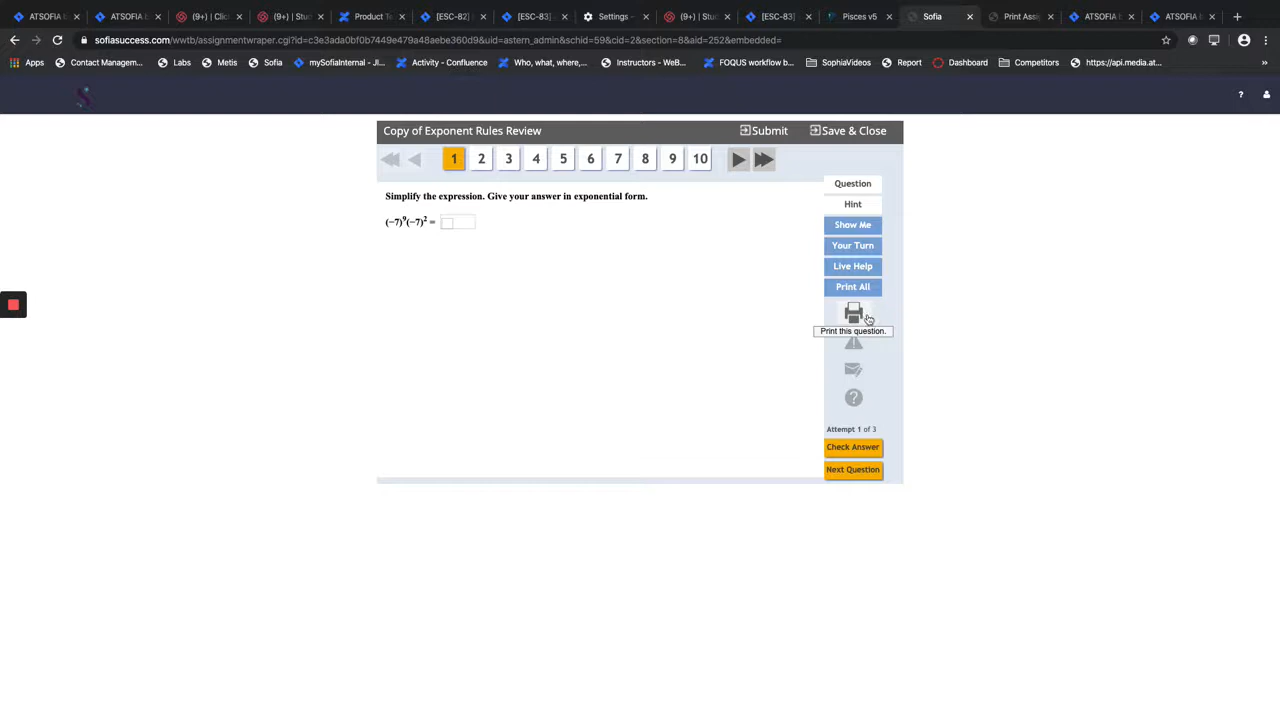 ATSOFIA B
ATSOFIA B
(9+) | Clic
(9+) | Stu
Product To
[ESC-82]
[ESC-83]
Settings -
(9+) | Stu
[ESC-83]
Pisces v5
Sofia
Print Assig
ATSOFIA B
ATSOFIA B
sofiasuccess.com/wwtb/assignmentwraper.cgi?id=c3e3ada0bf0b7449e479a48aebe360d9&uid=astern_admin&schid=59&cid=2&section=8&aid=252&embedded=
Apps
Contact Managem...
Labs
Metis
Sofia
mySofiaInternal - JI...
Activity - Confluence
Who, what, where,...
Instructors - WeB...
FOQUS workflow b...
SophiaVideos
Report
Dashboard
Competitors
https://api.media.at...
»
?
Copy of Exponent Rules Review
Submit
Save & Close
1 2 3 4 5 6 7 8 9 10
Simplify the expression. Give your answer in exponential form.
(−7)⁹(−7)² =
Question
Hint
Show Me
Your Turn
Live Help
Print All
Print this question.
?
Attempt 1 of 3
Check Answer
Next Question